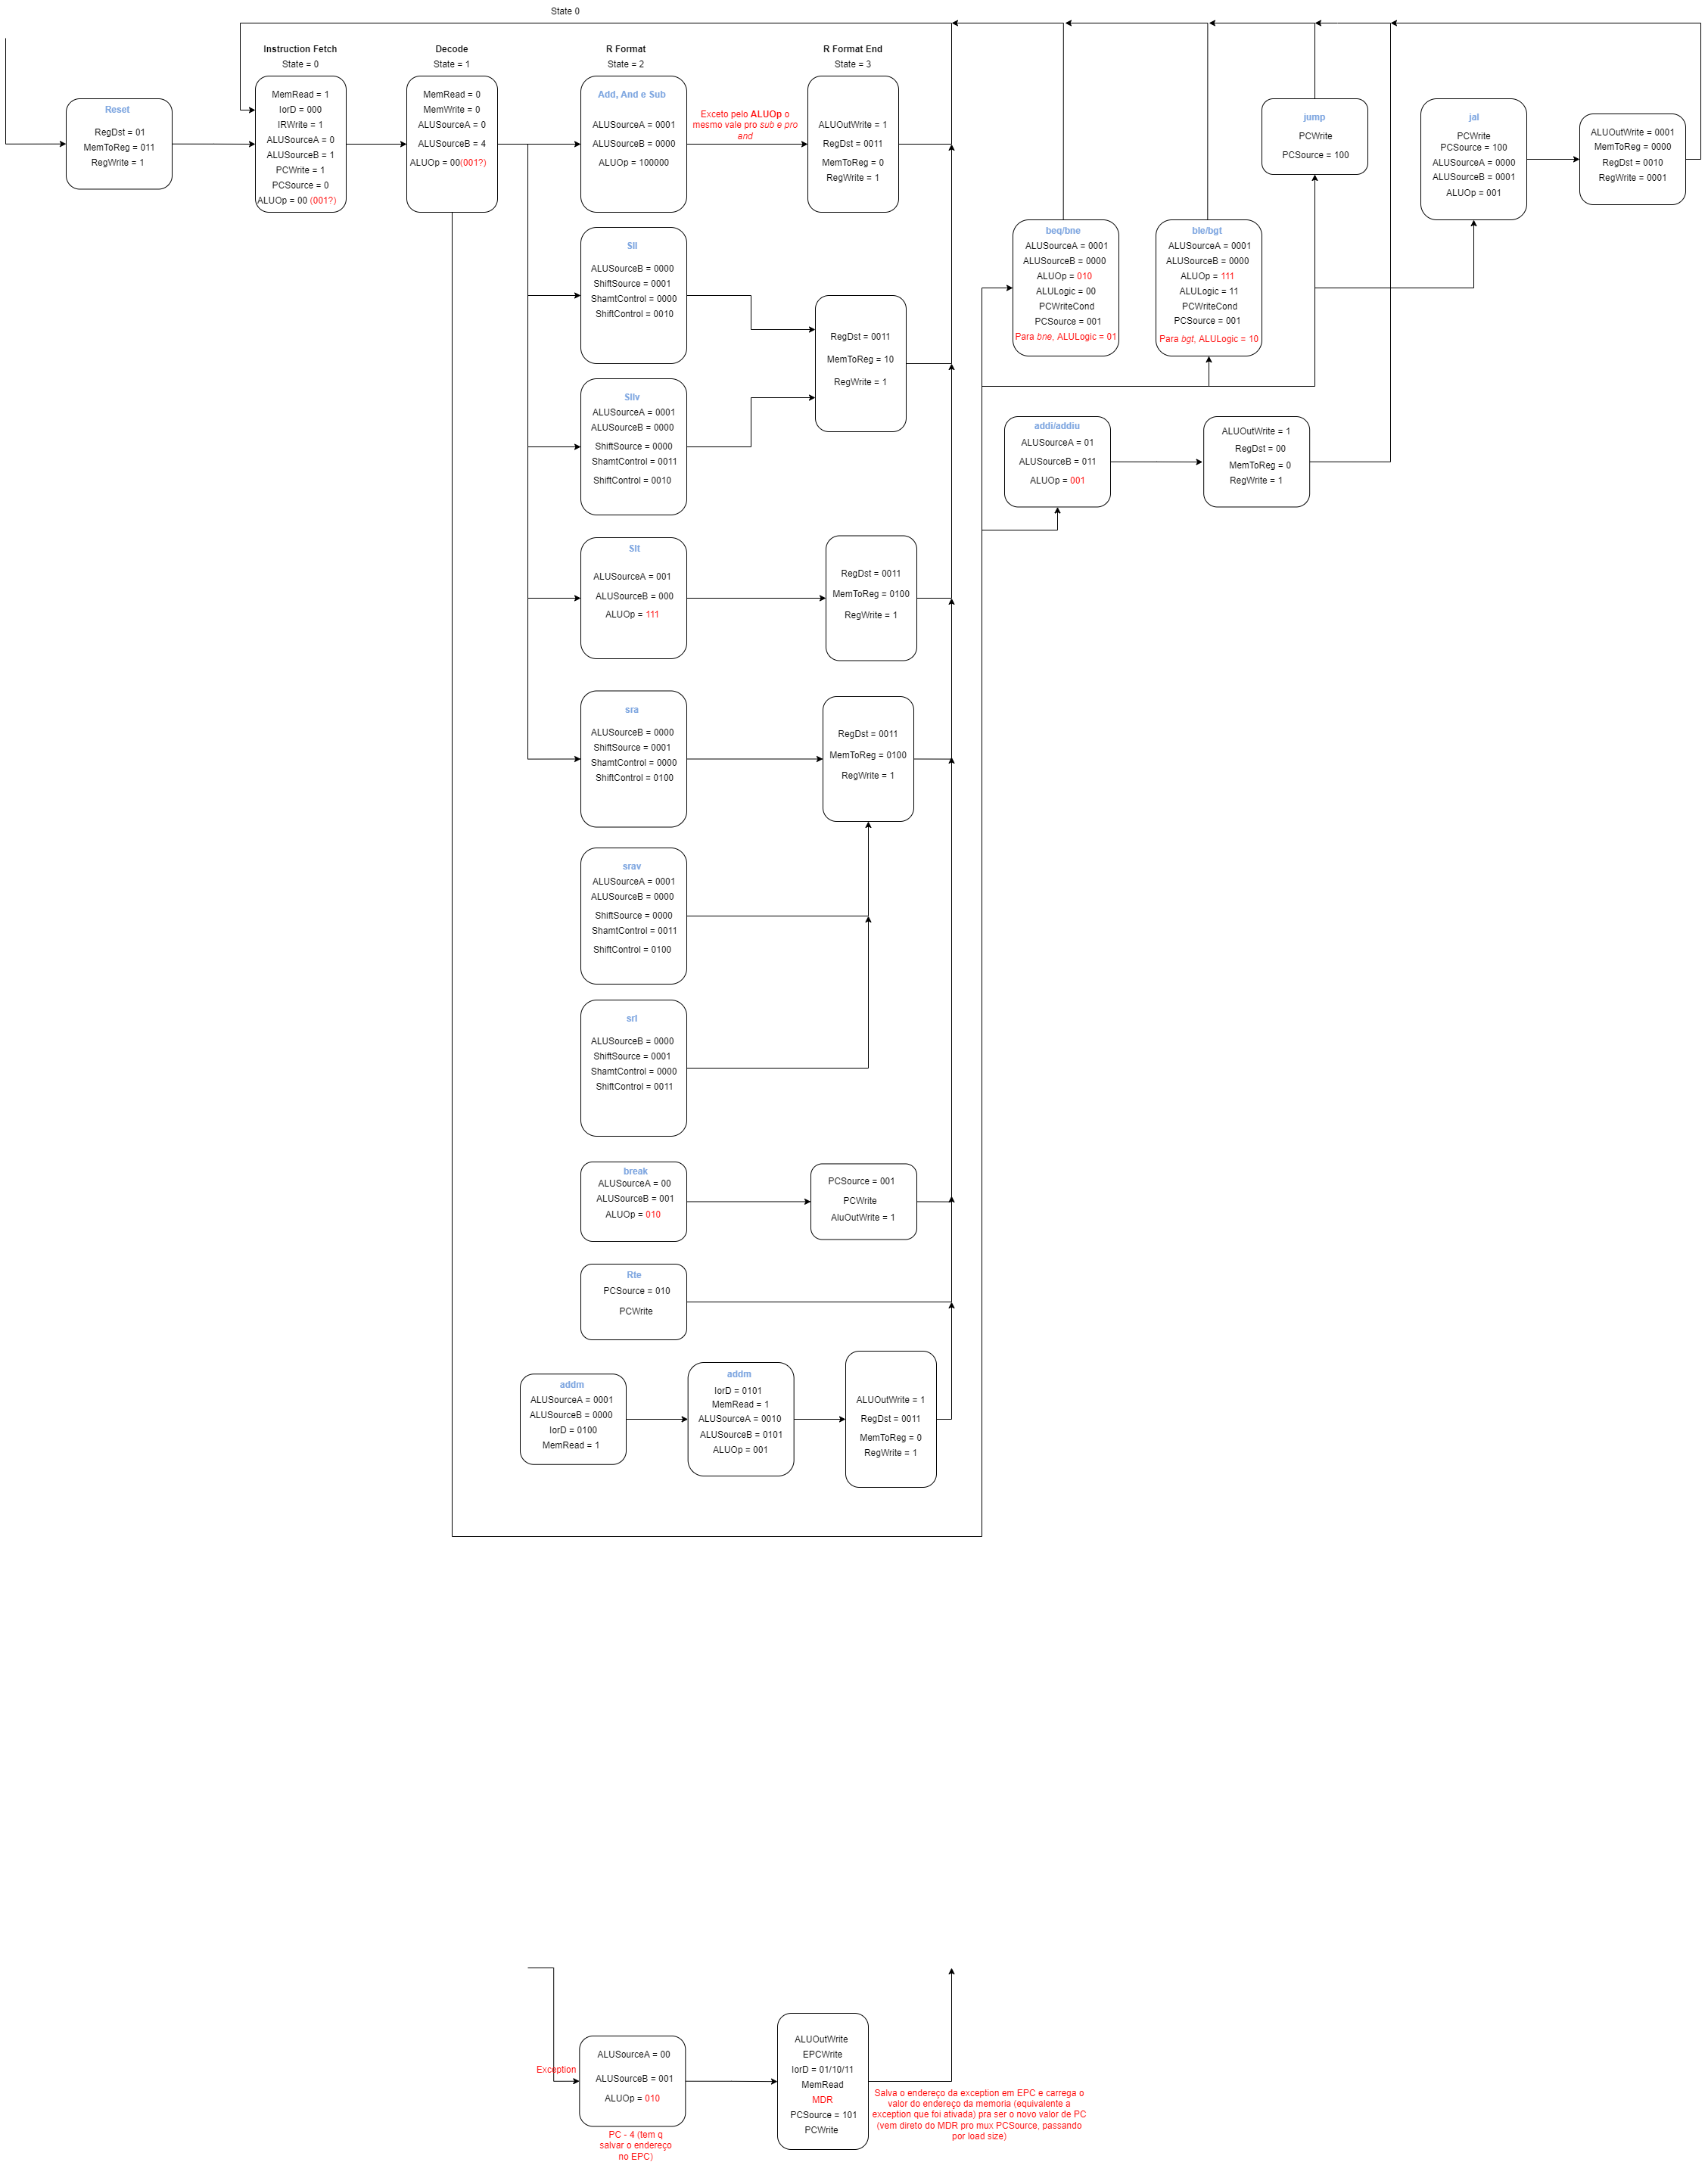 State 0
Instruction Fetch
State = 0
Decode
State = 1
R Format
State = 2
R Format End
State = 3
Reset
RegDst = 01
MemToReg = 011
RegWrite = 1
MemRead = 1
IorD = 000
IRWrite = 1
ALUSourceA = 0
ALUSourceB = 1
PCWrite = 1
PCSource = 0
ALUOp = 00 (001?)
MemRead = 0
MemWrite = 0
ALUSourceA = 0
ALUSourceB = 4
ALUOp = 00(001?)
Add, And e Sub
ALUSourceA = 0001
ALUSourceB = 0000
ALUOp = 100000
Exceto pelo ALUOp o
mesmo vale pro sub e pro
and
ALUOutWrite = 1
RegDst = 0011
MemToReg = 0
RegWrite = 1
jump
PCWrite
PCSource = 100
jal
PCWrite
PCSource = 100
ALUSourceA = 0000
ALUSourceB = 0001
ALUOp = 001
ALUOutWrite = 0001
MemToReg = 0000
RegDst = 0010
RegWrite = 0001
beq/bne
ALUSourceA = 0001
ALUSourceB = 0000
ALUOp = 010
ALULogic = 00
PCWriteCond
PCSource = 001
Para bne, ALULogic = 01
ble/bgt
ALUSourceA = 0001
ALUSourceB = 0000
ALUOp = 111
ALULogic = 11
PCWriteCond
PCSource = 001
Para bgt, ALULogic = 10
Sll
ALUSourceB = 0000
ShiftSource = 0001
ShamtControl = 0000
ShiftControl = 0010
RegDst = 0011
MemToReg = 10
RegWrite = 1
Sllv
ALUSourceA = 0001
ALUSourceB = 0000
ShiftSource = 0000
ShamtControl = 0011
ShiftControl = 0010
addi/addiu
ALUSourceA = 01
ALUSourceB = 011
ALUOp = 001
ALUOutWrite = 1
RegDst = 00
MemToReg = 0
RegWrite = 1
Slt
ALUSourceA = 001
ALUSourceB = 000
ALUOp = 111
RegDst = 0011
MemToReg = 0100
RegWrite = 1
sra
ALUSourceB = 0000
ShiftSource = 0001
ShamtControl = 0000
ShiftControl = 0100
RegDst = 0011
MemToReg = 0100
RegWrite = 1
srav
ALUSourceA = 0001
ALUSourceB = 0000
ShiftSource = 0000
ShamtControl = 0011
ShiftControl = 0100
srl
ALUSourceB = 0000
ShiftSource = 0001
ShamtControl = 0000
ShiftControl = 0011
break
ALUSourceA = 00
ALUSourceB = 001
ALUOp = 010
PCSource = 001
PCWrite
AluOutWrite = 1
Rte
PCSource = 010
PCWrite
addm
ALUSourceA = 0001
ALUSourceB = 0000
IorD = 0100
MemRead = 1
addm
IorD = 0101
MemRead = 1
ALUSourceA = 0010
ALUSourceB = 0101
ALUOp = 001
ALUOutWrite = 1
RegDst = 0011
MemToReg = 0
RegWrite = 1
Exception
ALUSourceA = 00
ALUSourceB = 001
ALUOp = 010
PC - 4 (tem q
salvar o endereço
no EPC)
ALUOutWrite
EPCWrite
IorD = 01/10/11
MemRead
MDR
PCSource = 101
PCWrite
Salva o endereço da exception em EPC e carrega o
valor do endereço da memoria (equivalente a
exception que foi ativada) pra ser o novo valor de PC
(vem direto do MDR pro mux PCSource, passando
por load size)